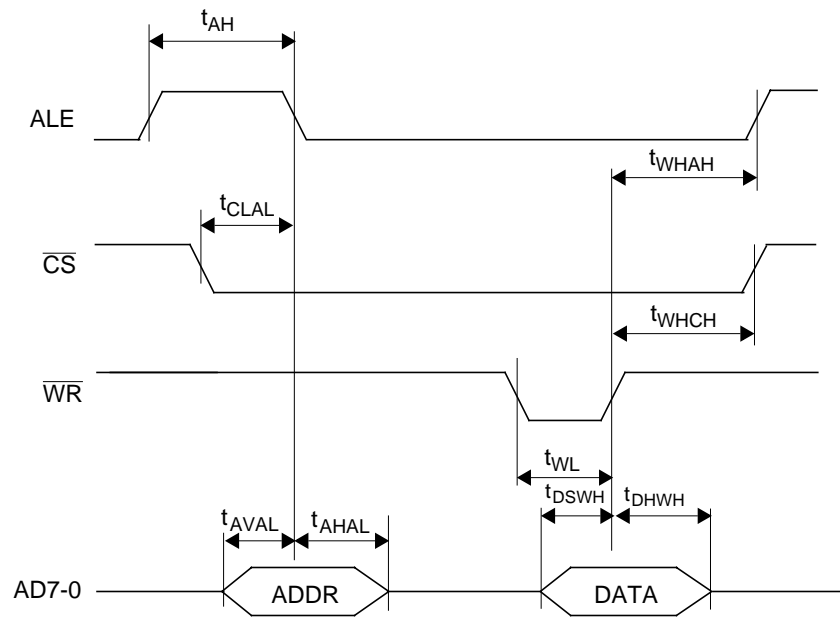 tAH
ALE
tWHAH
tCLAL
CS
tWHCH
WR
tWL
tDSWH tDHWH
tAVAL tAHAL
AD7-0 ADDR DATA